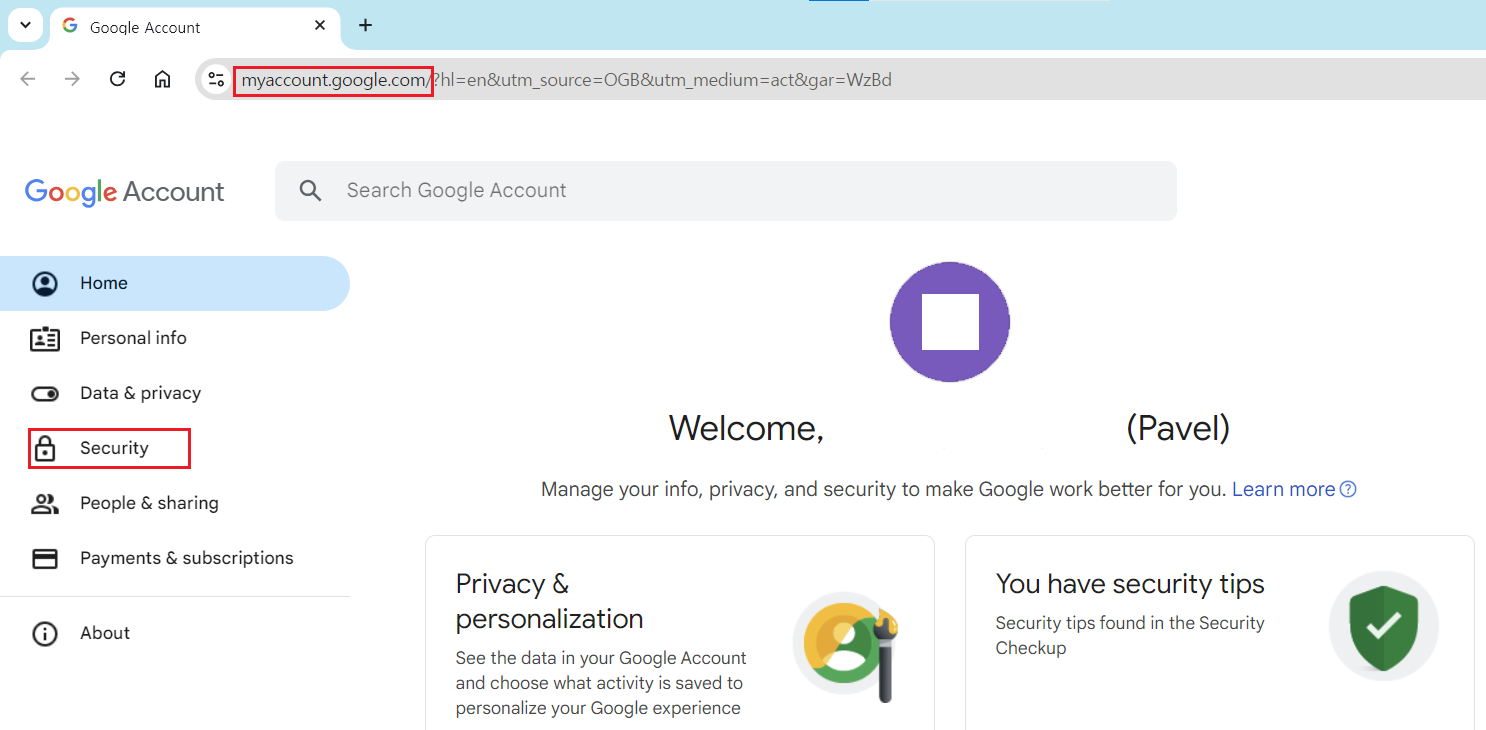 Google Account
myaccount.google.com/?hl=en&utm_source=OGB&utm_medium=act&gar=WzBd
Google Account
Search Google Account
Home
Personal info
Data & privacy
Security
People & sharing
Payments & subscriptions
About
Welcome, (Pavel)
Manage your info, privacy, and security to make Google work better for you. Learn more
Privacy &
personalization
See the data in your Google Account
and choose what activity is saved to
personalize your Google experience
You have security tips
Security tips found in the Security
Checkup